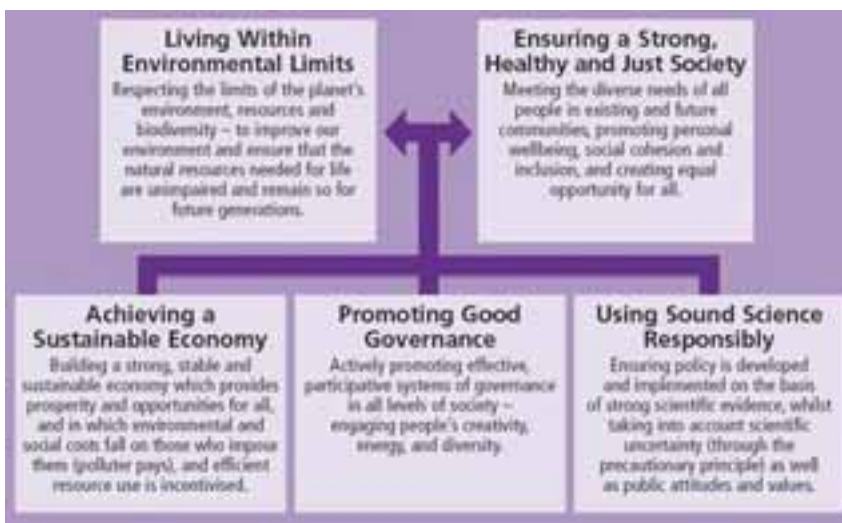 Living Within
Environmental Limits
Respecting the limits of the planet's
environment, resources and
biodiversity – to improve our
environment and ensure that the
natural resources needed for life
are unimpaired and remain so for
future generations.
Ensuring a Strong,
Healthy and Just Society
Meeting the diverse needs of all
people in existing and future
communities, promoting personal
wellbeing, social cohesion and
inclusion, and creating equal
opportunity for all.
Achieving a
Sustainable Economy
Building a strong, stable and
sustainable economy which provides
prosperity and opportunities for all,
and in which environmental and
social costs fall on those who impose
them (polluter pays), and efficient
resource use is incentivised.
Promoting Good
Governance
Actively promoting effective,
participative systems of governance
in all levels of society –
engaging people's creativity,
energy, and diversity.
Using Sound Science
Responsibly
Ensuring policy is developed
and implemented on the basis
of strong scientific evidence, whilst
taking into account scientific
uncertainty (through the
precautionary principle) as well
as public attitudes and values.